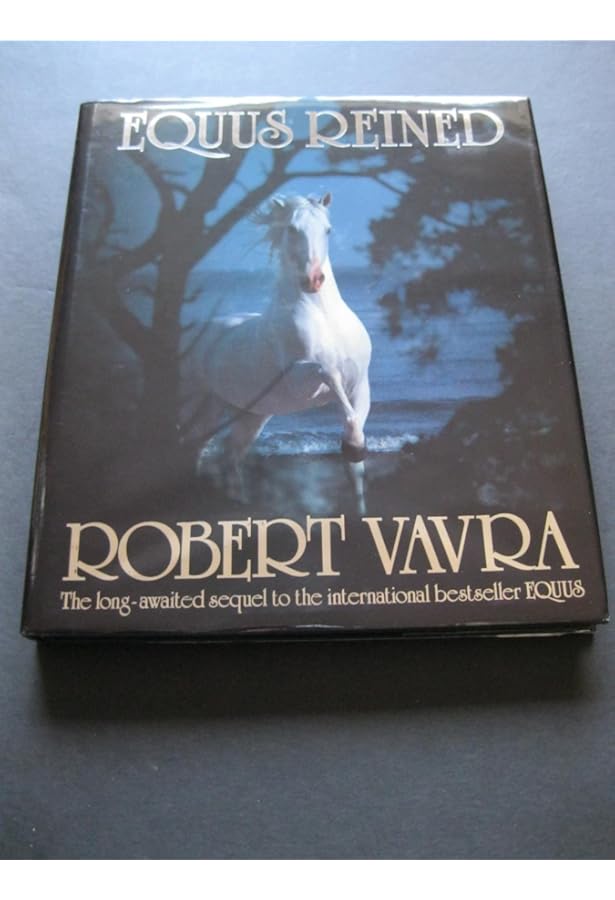 EQUUS REINED
ROBERT VAVRA
The long-awaited sequel to the international bestseller EQUUS